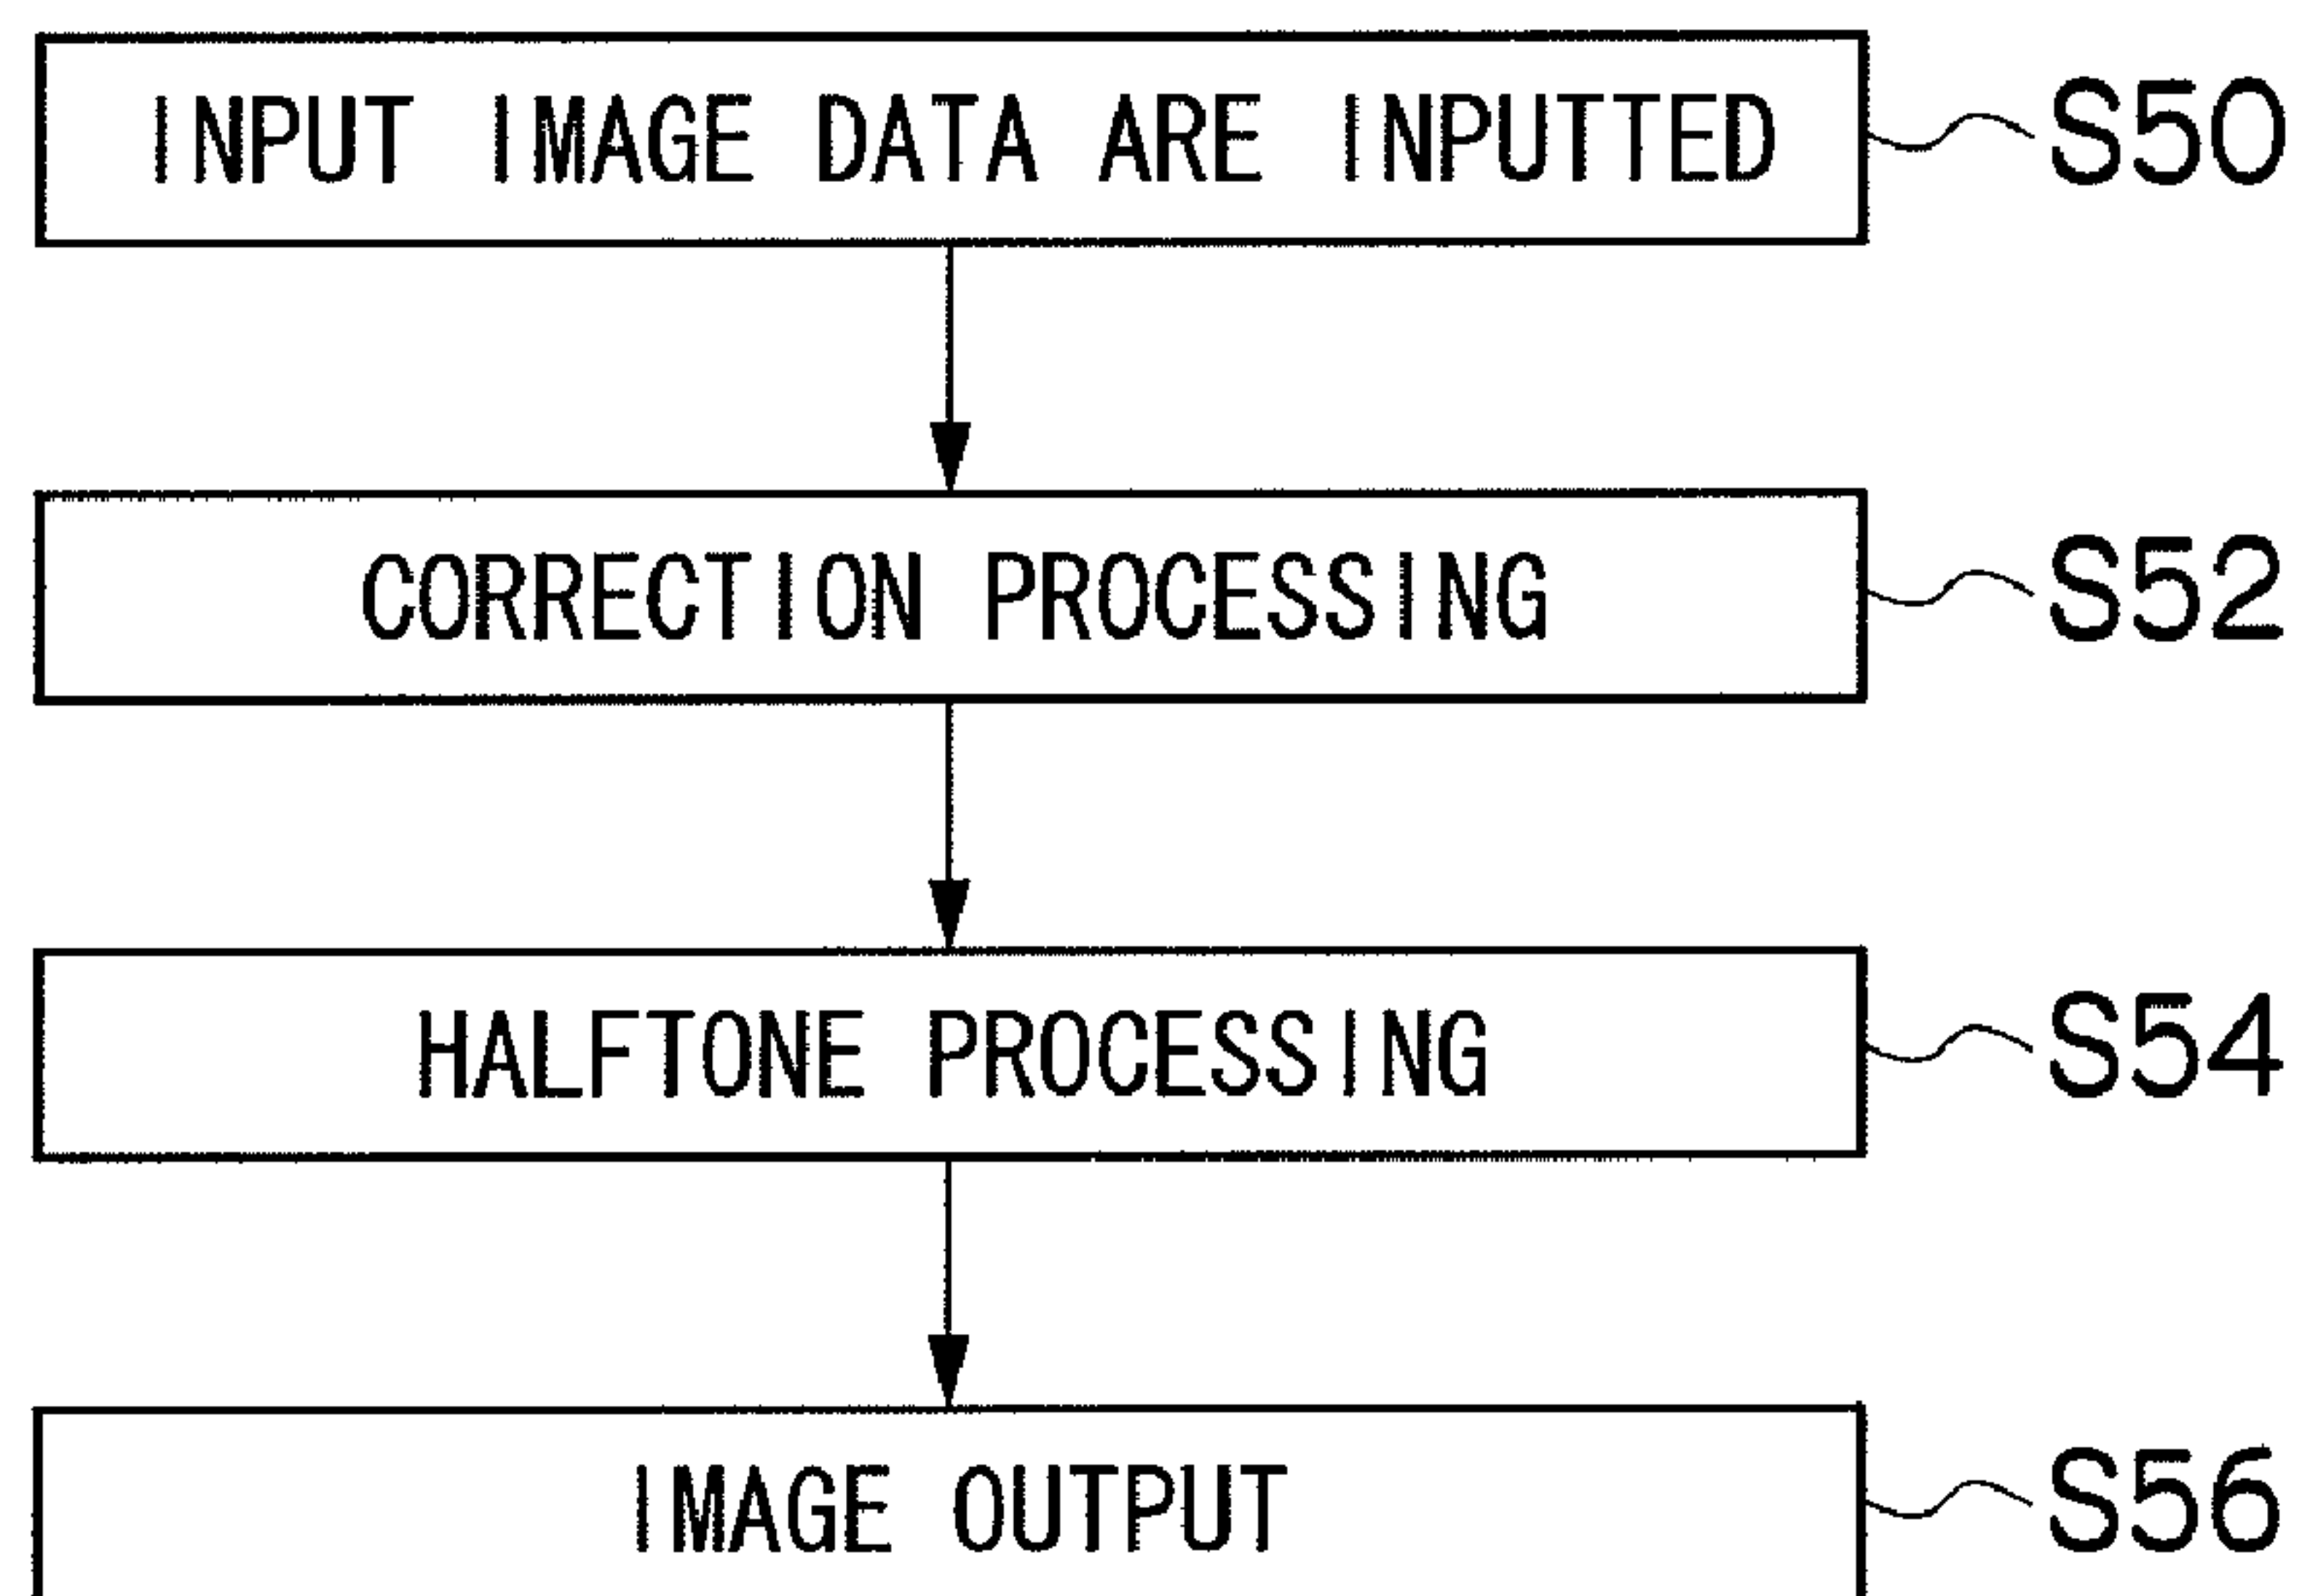 INPUT IMAGE DATA ARE INPUTTED S50
CORRECTION PROCESSING S52
HALFTONE PROCESSING S54
IMAGE OUTPUT S56